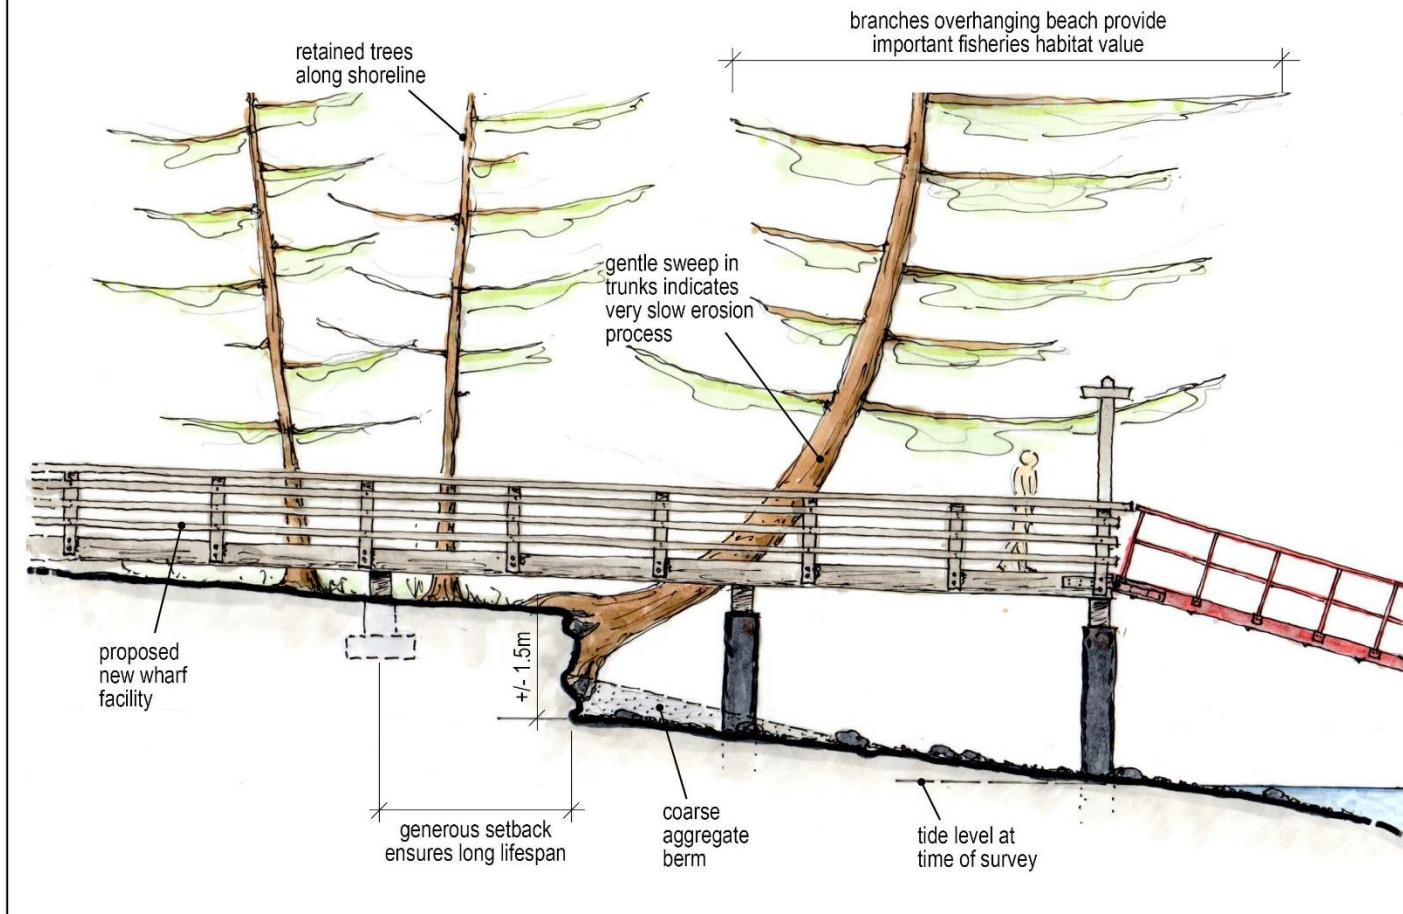 branches overhanging beach provide
important fisheries habitat value
retained trees
along shoreline
gentle sweep in
trunks indicates
very slow erosion
process
proposed
new wharf
facility
+/- 1.5m
generous setback
ensures long lifespan
coarse
aggregate
berm
tide level at
time of survey